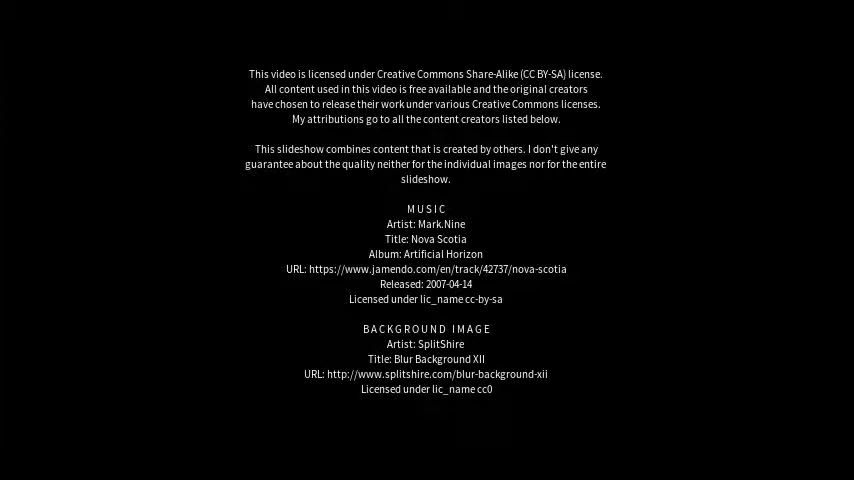 This video is licensed under Creative Commons Share-Alike (CC BY-SA) license.
All content used in this video is free available and the original creators
have chosen to release their work under various Creative Commons licenses.
My attributions go to all the content creators listed below.
This slideshow combines content that is created by others. I don't give any
guarantee about the quality neither for the individual images nor for the entire
slideshow.
MUSIC
Artist: Mark.Nine
Title: Nova Scotia
Album: Artificial Horizon
URL: https://www.jamendo.com/en/track/42737/nova-scotia
Released: 2007-04-14
Licensed under lic_name cc-by-sa
BACKGROUND IMAGE
Artist: SplitShire
Title: Blur Background XII
URL: http://www.splitshire.com/blur-background-xii
Licensed under lic_name cc0